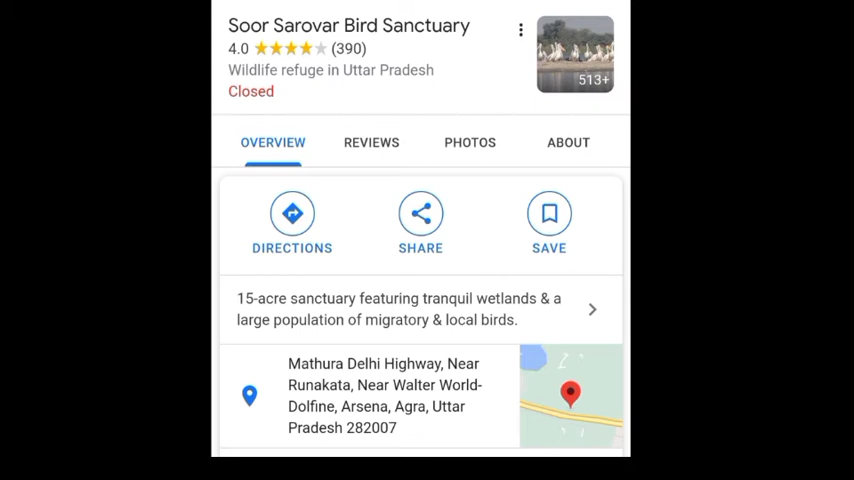 Soor Sarovar Bird Sanctuary
4.0 (390)
Wildlife refuge in Uttar Pradesh
Closed
513+
OVERVIEW REVIEWS PHOTOS ABOUT
DIRECTIONS SHARE SAVE
15-acre sanctuary featuring tranquil wetlands & a
large population of migratory & local birds.
Mathura Delhi Highway, Near
Runakata, Near Walter World-
Dolfine, Arsena, Agra, Uttar
Pradesh 282007